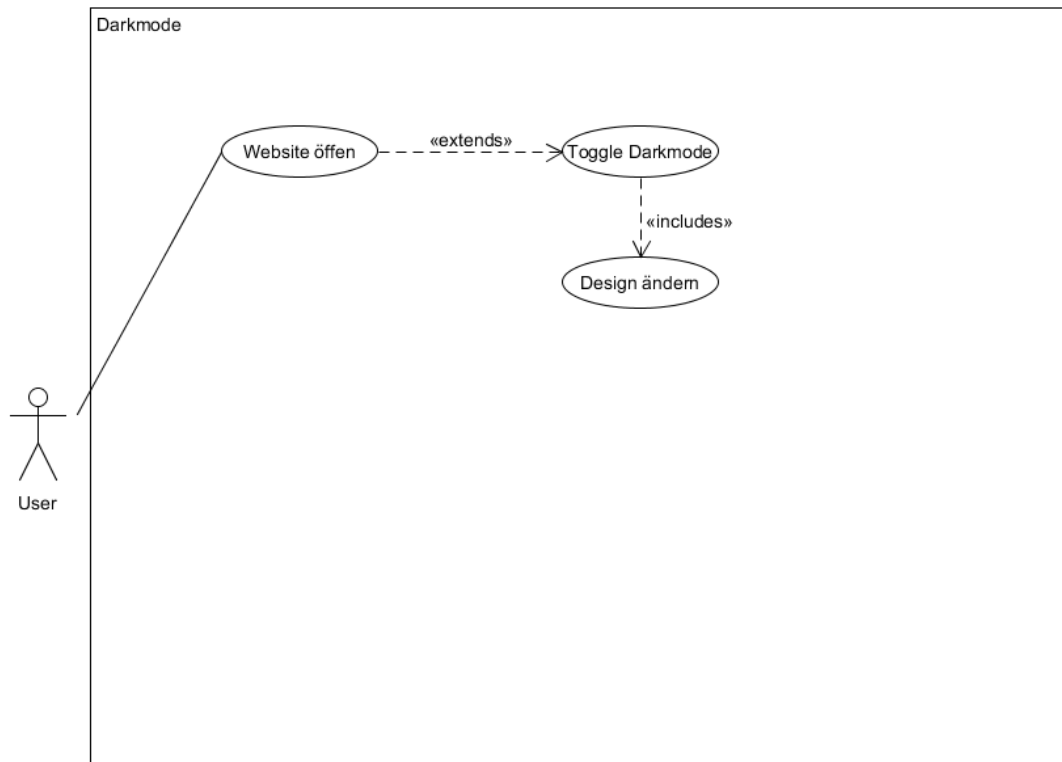 Darkmode
Website öffen
«extends»
Toggle Darkmode
«includes»
Design ändern
User